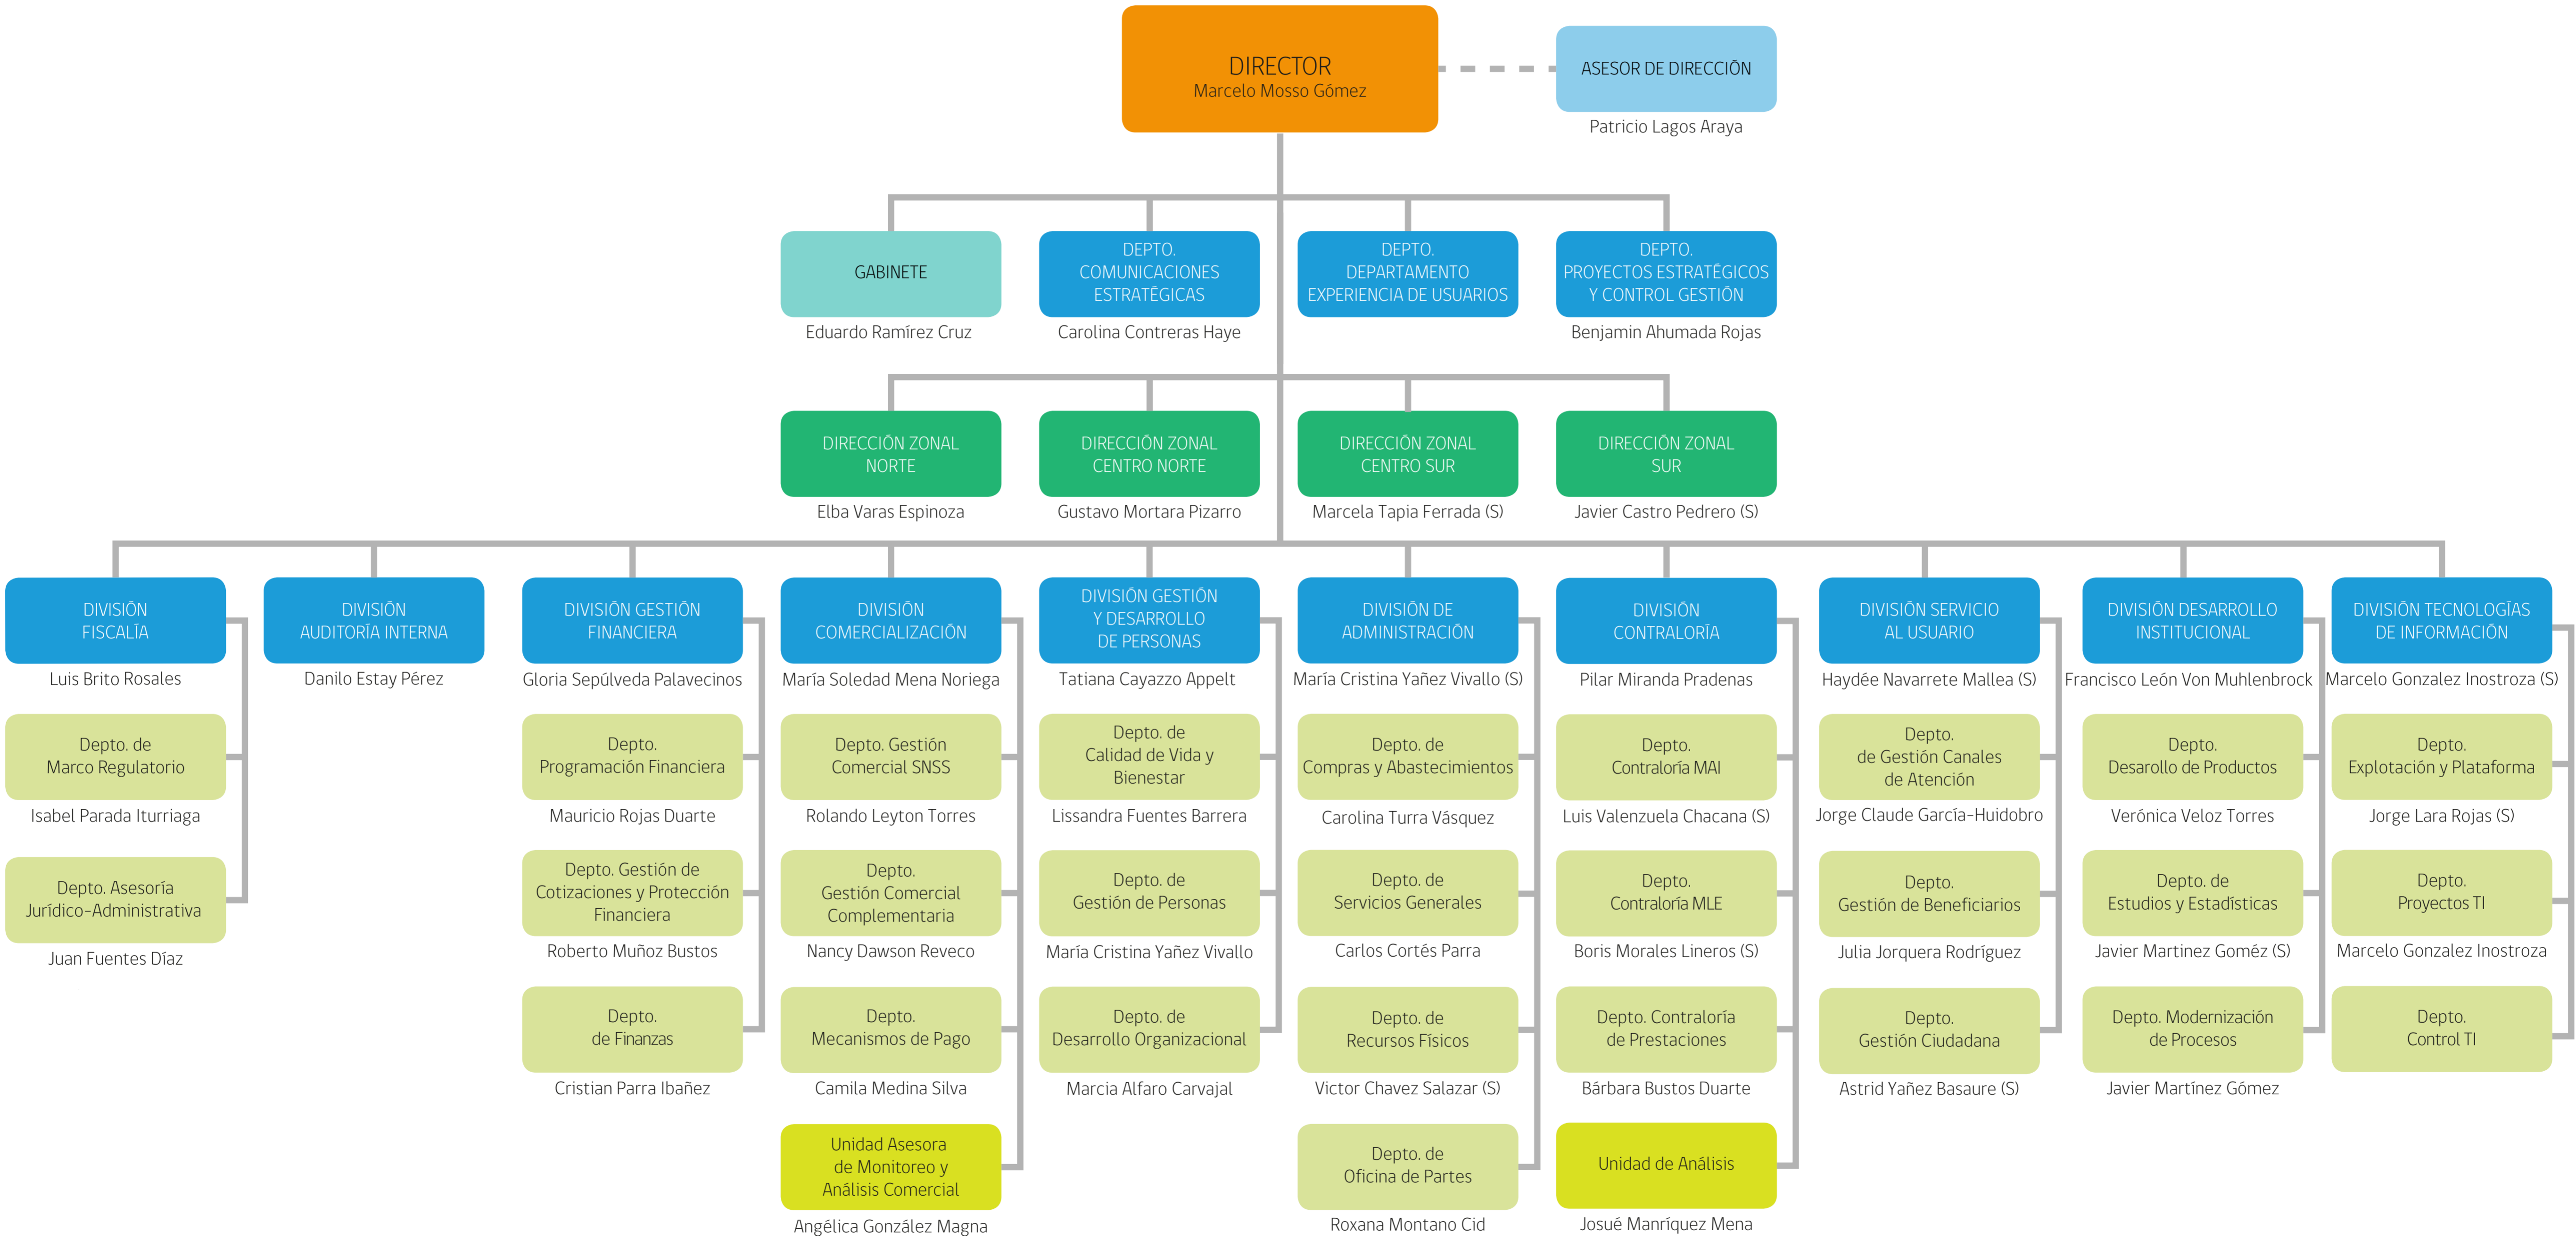 DIRECTOR
Marcelo Mosso Gómez
ASESOR DE DIRECCIÓN
Patricio Lagos Araya
GABINETE
Eduardo Ramírez Cruz
DEPTO.
COMUNICACIONES
ESTRATÉGICAS
Carolina Contreras Haye
DEPTO.
DEPARTAMENTO
EXPERIENCIA DE USUARIOS
DEPTO.
PROYECTOS ESTRATÉGICOS
Y CONTROL GESTIÓN
Benjamin Ahumada Rojas
DIRECCIÓN ZONAL
NORTE
Elba Varas Espinoza
DIRECCIÓN ZONAL
CENTRO NORTE
Gustavo Mortara Pizarro
DIRECCIÓN ZONAL
CENTRO SUR
Marcela Tapia Ferrada (S)
DIRECCIÓN ZONAL
SUR
Javier Castro Pedrero (S)
DIVISIÓN
FISCALÍA
Luis Brito Rosales
Depto. de
Marco Regulatorio
Isabel Parada Iturriaga
Depto. Asesoría
Jurídico-Administrativa
Juan Fuentes Díaz
DIVISIÓN
AUDITORÍA INTERNA
Danilo Estay Pérez
DIVISIÓN GESTIÓN
FINANCIERA
Gloria Sepúlveda Palavecinos
Depto.
Programación Financiera
Mauricio Rojas Duarte
Depto. Gestión de
Cotizaciones y Protección
Financiera
Roberto Muñoz Bustos
Depto.
de Finanzas
Cristian Parra Ibañez
DIVISIÓN
COMERCIALIZACIÓN
María Soledad Mena Noriega
Depto. Gestión
Comercial SNSS
Rolando Leyton Torres
Depto.
Gestión Comercial
Complementaria
Nancy Dawson Reveco
Depto.
Mecanismos de Pago
Camila Medina Silva
Unidad Asesora
de Monitoreo y
Análisis Comercial
Angélica González Magna
DIVISIÓN GESTIÓN
Y DESARROLLO
DE PERSONAS
Tatiana Cayazzo Appelt
Depto. de
Calidad de Vida y
Bienestar
Lissandra Fuentes Barrera
Depto. de
Gestión de Personas
María Cristina Yañez Vivallo
Depto. de
Desarrollo Organizacional
Marcia Alfaro Carvajal
DIVISIÓN DE
ADMINISTRACIÓN
María Cristina Yañez Vivallo (S)
Depto. de
Compras y Abastecimientos
Carolina Turra Vásquez
Depto. de
Servicios Generales
Carlos Cortés Parra
Depto. de
Recursos Físicos
Victor Chavez Salazar (S)
Depto. de
Oficina de Partes
Roxana Montano Cid
DIVISIÓN
CONTRALORÍA
Pilar Miranda Pradenas
Depto.
Contraloría MAI
Luis Valenzuela Chacana (S)
Depto.
Contraloría MLE
Boris Morales Lineros (S)
Depto. Contraloría
de Prestaciones
Bárbara Bustos Duarte
Unidad de Análisis
Josué Manríquez Mena
DIVISIÓN SERVICIO
AL USUARIO
Haydée Navarrete Mallea (S)
Depto.
de Gestión Canales
de Atención
Jorge Claude García-Huidobro
Depto.
Gestión de Beneficiarios
Julia Jorquera Rodríguez
Depto.
Gestión Ciudadana
Astrid Yañez Basaure (S)
DIVISIÓN DESARROLLO
INSTITUCIONAL
Francisco León Von Muhlenbrock
Depto.
Desarollo de Productos
Verónica Veloz Torres
Depto. de
Estudios y Estadísticas
Javier Martinez Goméz (S)
Depto. Modernización
de Procesos
Javier Martínez Gómez
DIVISIÓN TECNOLOGÍAS
DE INFORMACIÓN
Marcelo Gonzalez Inostroza (S)
Depto.
Explotación y Plataforma
Jorge Lara Rojas (S)
Depto.
Proyectos TI
Marcelo Gonzalez Inostroza
Depto.
Control TI